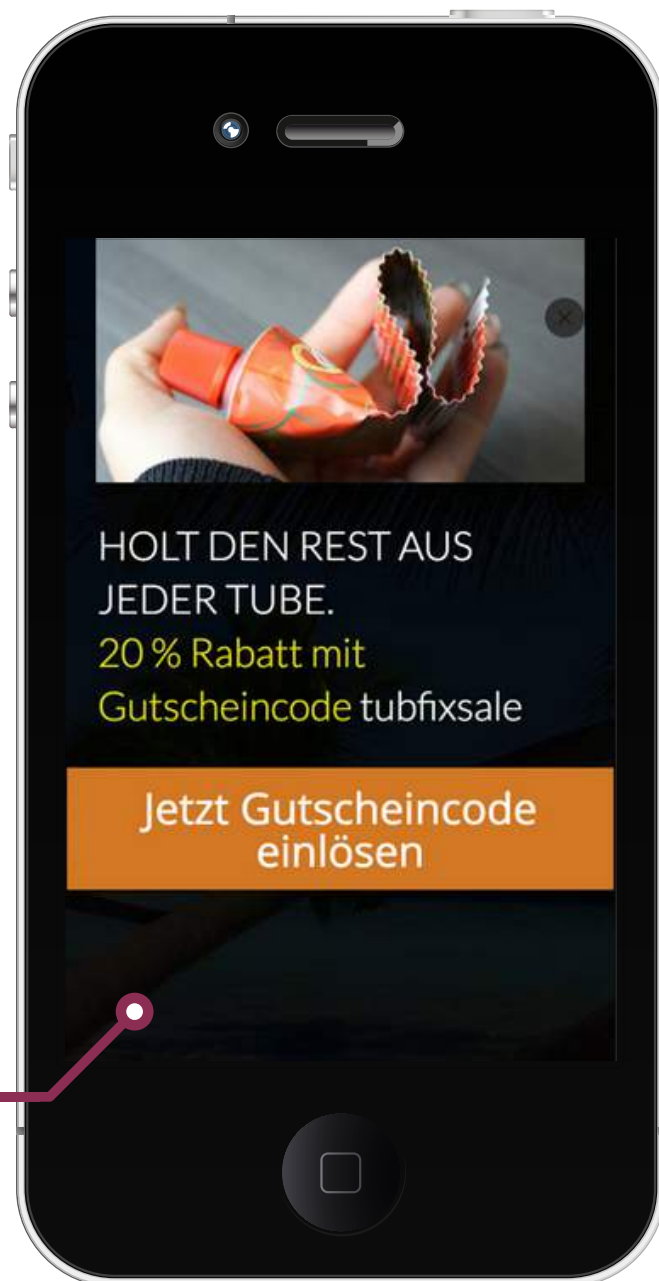 HOLT DEN REST AUS
JEDER TUBE.
20 % Rabatt mit
Gutscheincode tubfixsale
Jetzt Gutscheincode
einlösen